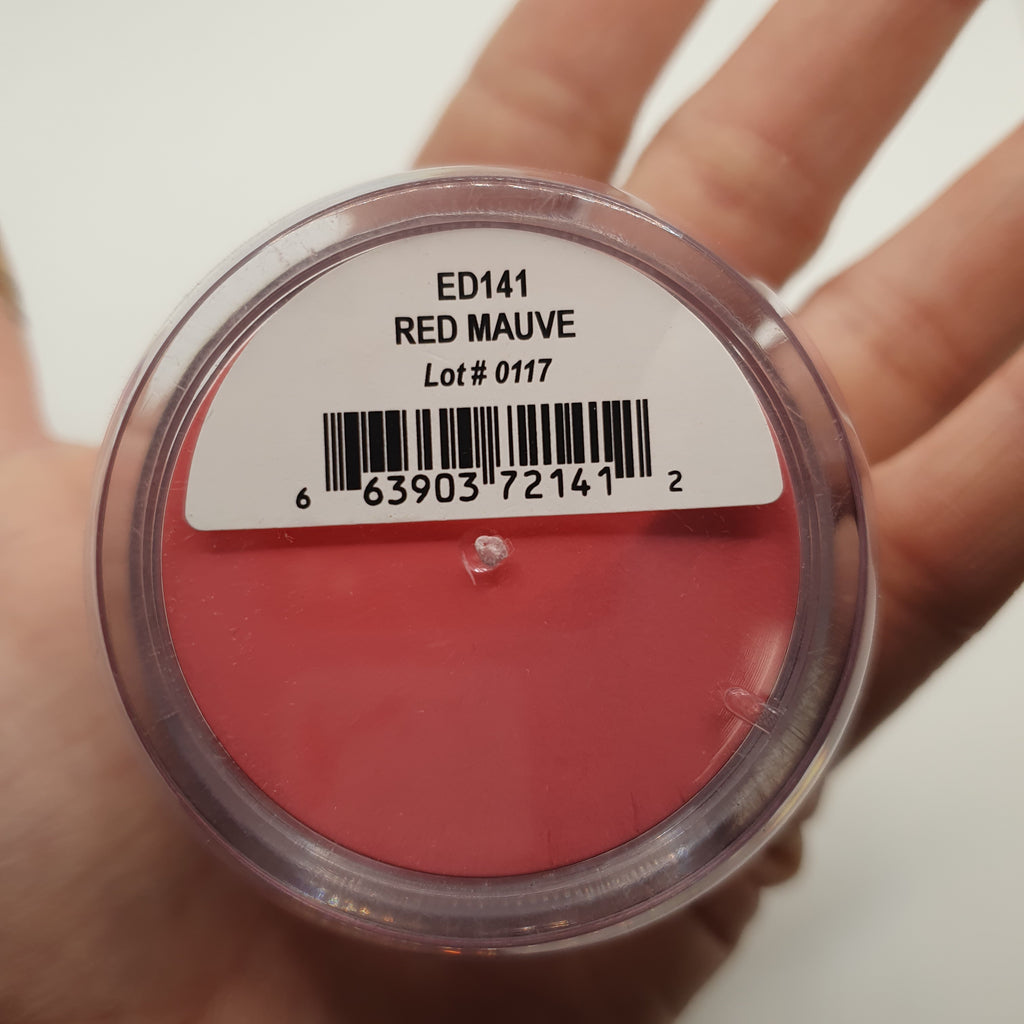 ED141
RED MAUVE
Lot # 0117
6 63903 72141 2